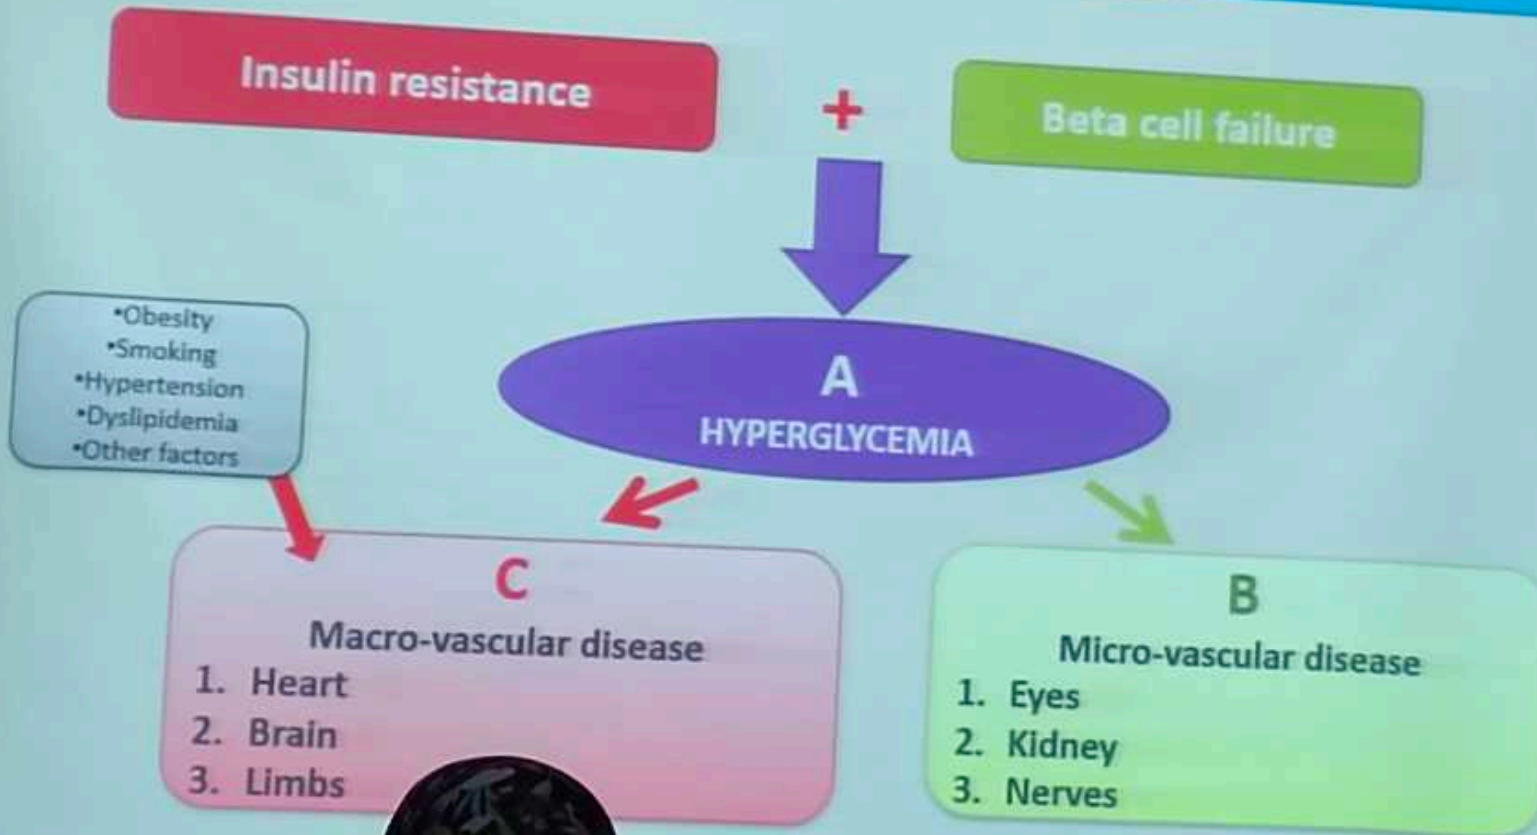 Insulin resistance
+
Beta cell failure
•Obesity
•Smoking
•Hypertension
•Dyslipidemia
•Other factors
A
HYPERGLYCEMIA
C
Macro-vascular disease
1. Heart
2. Brain
3. Limbs
B
Micro-vascular disease
1. Eyes
2. Kidney
3. Nerves